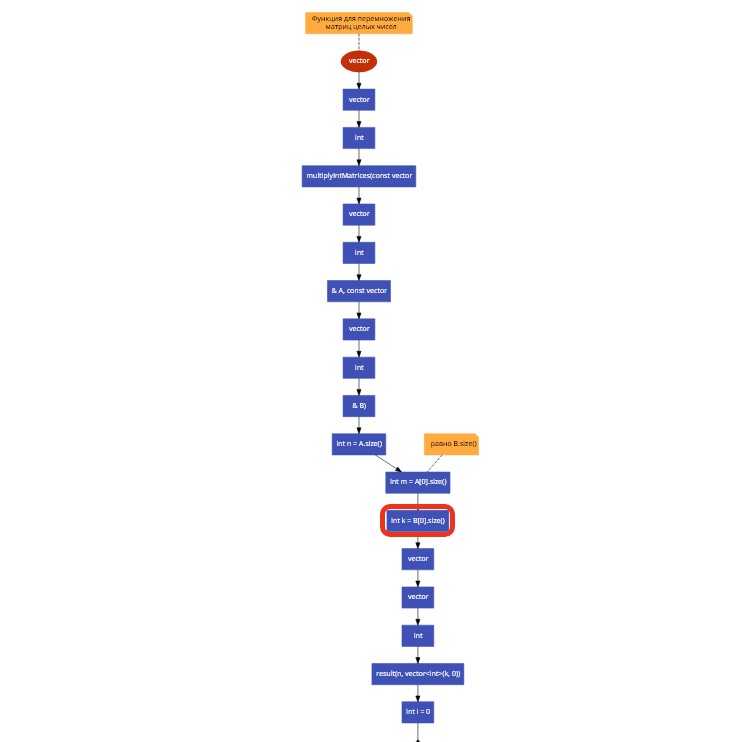 Функция для перемножения
матриц целых чисел
vector
vector
int
multiplyIntMatrices(const vector
vector
int
& A, const vector
vector
int
& B)
int n = A.size()
равно B.size()
int m = A[0].size()
int k = B[0].size()
vector
vector
int
result(n, vector<int>(k, 0))
int i = 0